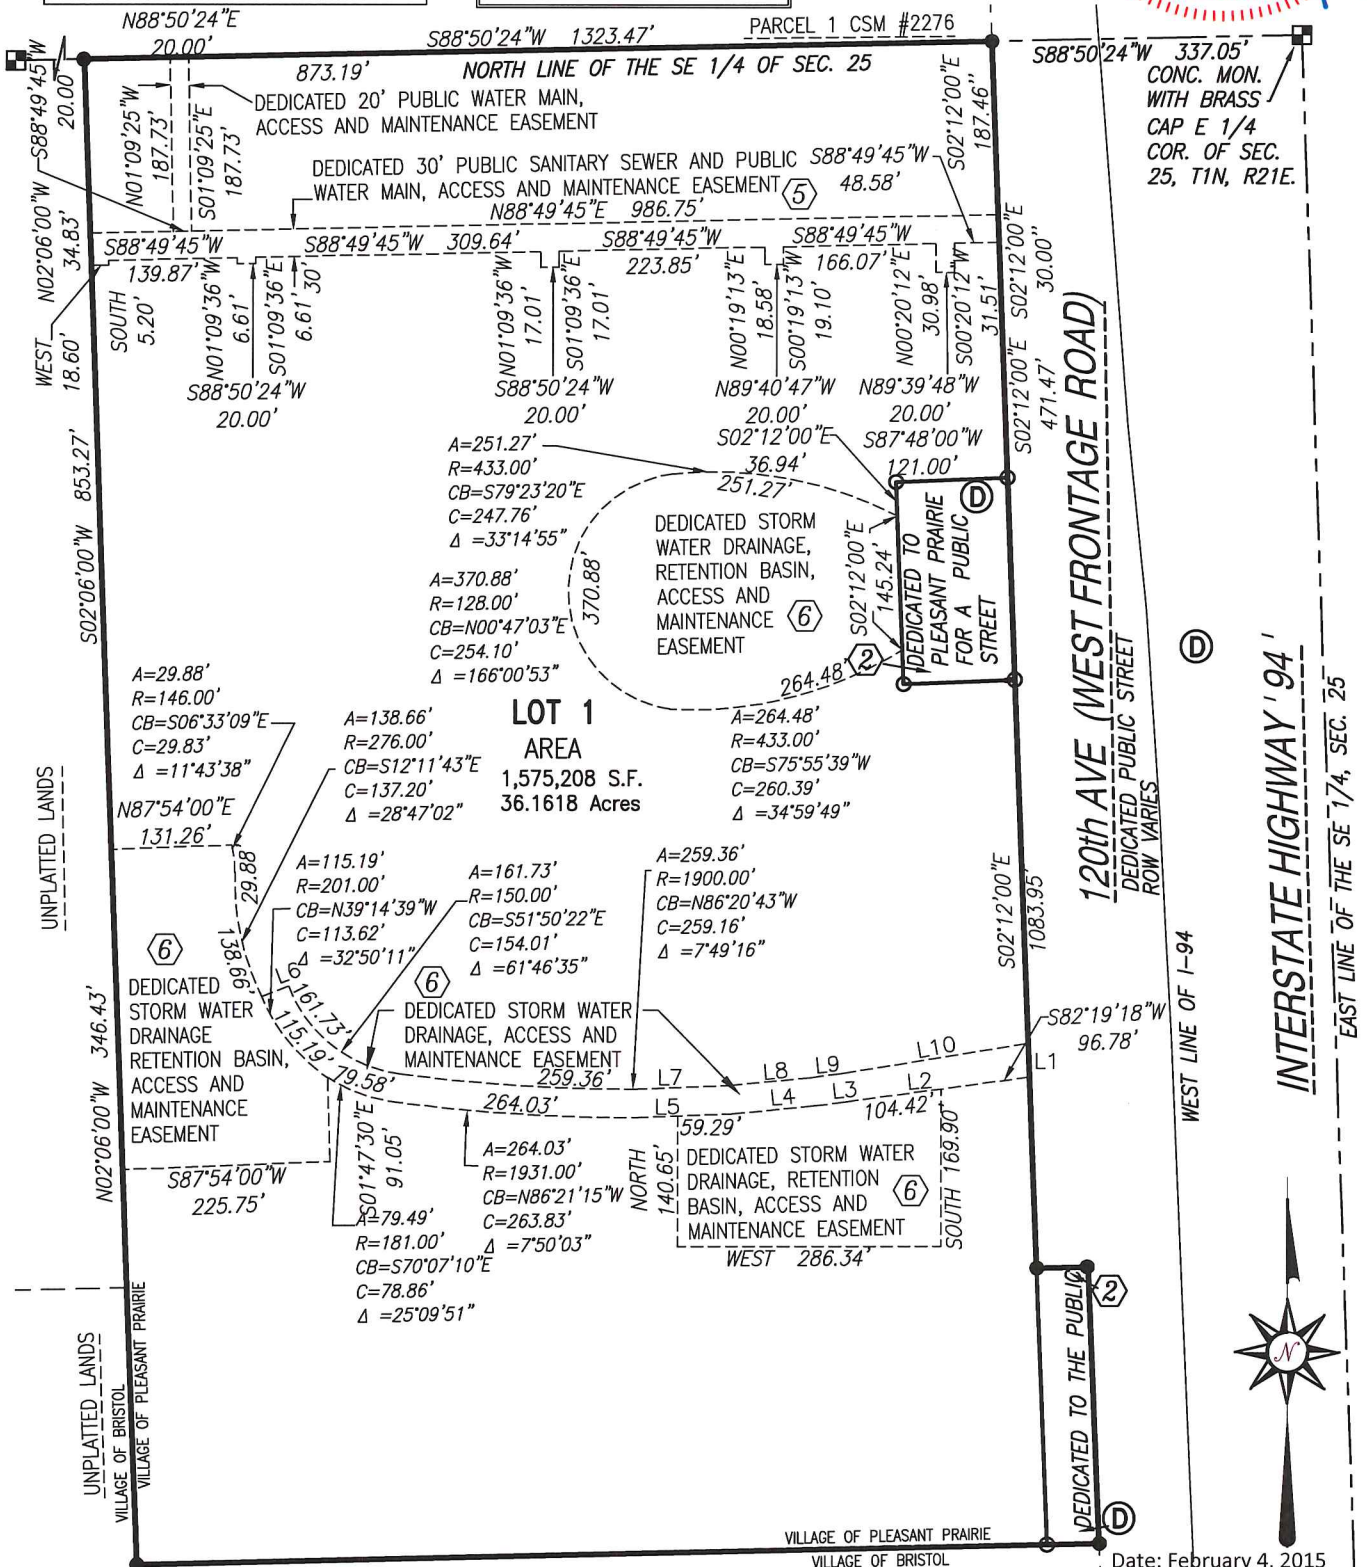 N88°50'24"E
20.00'
S88°50'24"W 1323.47'
PARCEL 1 CSM #2276
S88°50'24"W 337.05'
CONC. MON.
WITH BRASS
CAP E 1/4
COR. OF SEC.
25, T1N, R21E.
S88°49'45"W
20.00'
873.19'
NORTH LINE OF THE SE 1/4 OF SEC. 25
N01°09'25"W
187.73'
S01°09'25"E
187.73'
DEDICATED 20' PUBLIC WATER MAIN,
ACCESS AND MAINTENANCE EASEMENT
S02°12'00"E
187.46"
S88°49'45"W
DEDICATED 30' PUBLIC SANITARY SEWER AND PUBLIC
WATER MAIN, ACCESS AND MAINTENANCE EASEMENT
5
S88°49'45"W
48.58'
N02°06'00"W
34.83'
N88°49'45"E 986.75'
S02°12'00"E
30.00"
S88°49'45"W
139.87'
S88°49'45"W 309.64'
S88°49'45"W
223.85'
S88°49'45"W
166.07'
WEST
18.60'
SOUTH
5.20'
N01°09'36"W
6.61'
S01°09'36"E
6.61'
30'
N01°09'36"W
17.01'
S01°09'36"E
17.01'
N00°19'13"E
18.58'
S00°19'13"W
19.10'
N00°20'12"E
30.98'
S00°20'12"W
31.51'
S88°50'24"W
20.00'
S88°50'24"W
20.00'
N89°40'47"W
20.00'
N89°39'48"W
20.00'
S02°12'00"E
471.47'
S02°06'00"W 853.27'
A=251.27'
R=433.00'
CB=S79°23'20"E
C=247.76'
Δ =33°14'55"
S02°12'00"E
36.94'
251.27'
S87°48'00"W
121.00'
D
A=370.88'
R=128.00'
CB=N00°47'03"E
C=254.10'
Δ =166°00'53"
370.88'
DEDICATED STORM
WATER DRAINAGE,
RETENTION BASIN,
ACCESS AND
MAINTENANCE
EASEMENT
6
S02°12'00"E
145.24'
DEDICATED TO
PLEASANT PRAIRIE
FOR A PUBLIC
STREET
2
264.48'
A=264.48'
R=433.00'
CB=S75°55'39"W
C=260.39'
Δ =34°59'49"
120th AVE (WEST FRONTAGE ROAD)
DEDICATED PUBLIC STREET
ROW VARIES
D
INTERSTATE HIGHWAY '94'
EAST LINE OF THE SE 1/4, SEC. 25
A=29.88'
R=146.00'
CB=S06°33'09"E
C=29.83'
Δ =11°43'38"
A=138.66'
R=276.00'
CB=S12°11'43"E
C=137.20'
Δ =28°47'02"
LOT 1
AREA
1,575,208 S.F.
36.1618 Acres
UNPLATTED LANDS
N87°54'00"E
131.26'
29.88
A=115.19'
R=201.00'
CB=N39°14'39"W
C=113.62'
Δ =32°50'11"
A=161.73'
R=150.00'
CB=S51°50'22"E
C=154.01'
Δ =61°46'35"
A=259.36'
R=1900.00'
CB=N86°20'43"W
C=259.16'
Δ =7°49'16"
S02°12'00"E
1083.95'
WEST LINE OF I-94
138.66'
L6
161.73'
115.19'
79.58'
6
DEDICATED
STORM WATER
DRAINAGE
RETENTION BASIN,
ACCESS AND
MAINTENANCE
EASEMENT
6
DEDICATED STORM WATER
DRAINAGE, ACCESS AND
MAINTENANCE EASEMENT
S82°19'18"W
96.78'
259.36'
L7
L8
L9
L10
L1
264.03'
L5
L4
L3
L2
59.29'
104.42'
N02°06'00"W 346.43'
S87°54'00"W
225.75'
S01°47'30"E
91.05'
A=79.49'
R=181.00'
CB=S70°07'10"E
C=78.86'
Δ =25°09'51"
A=264.03'
R=1931.00'
CB=N86°21'15"W
C=263.83'
Δ =7°50'03"
NORTH
140.65'
DEDICATED STORM WATER
DRAINAGE, RETENTION
BASIN, ACCESS AND
MAINTENANCE EASEMENT
6
SOUTH 169.90'
WEST 286.34'
UNPLATTED LANDS
VILLAGE OF BRISTOL
VILLAGE OF PLEASANT PRAIRIE
DEDICATED TO THE PUBLIC
2
D
N
VILLAGE OF PLEASANT PRAIRIE
VILLAGE OF BRISTOL
Date: February 4, 2015